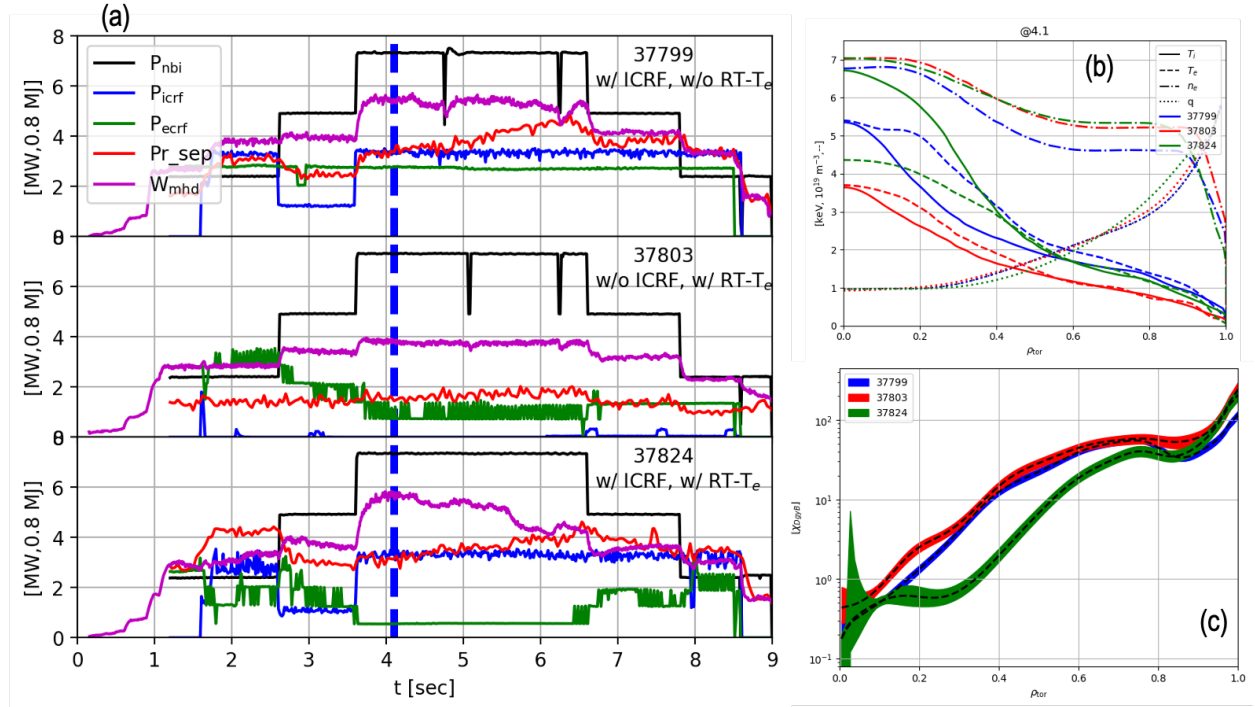 (a)
8
6
4
2
0
[MW,0.8 MJ]
P_nbi
P_icrf
P_ecrf
Pr_sep
W_mhd
37799
w/ ICRF, w/o RT-T_e
8
6
4
2
0
[MW,0.8 MJ]
37803
w/o ICRF, w/ RT-T_e
8
6
4
2
0
[MW,0.8 MJ]
37824
w/ ICRF, w/ RT-T_e
0 1 2 3 4 5 6 7 8 9
t [sec]
@4.1
(b)
7
6
5
4
3
2
1
0
[keV, 10^19 m^-3,--]
T_i
T_e
n_e
q
37799
37803
37824
0.0 0.2 0.4 0.6 0.8 1.0
ρ_tor
37799
37803
37824
10^2
10^1
10^0
10^-1
(c)
0.0 0.2 0.4 0.6 0.8 1.0
ρ_tor